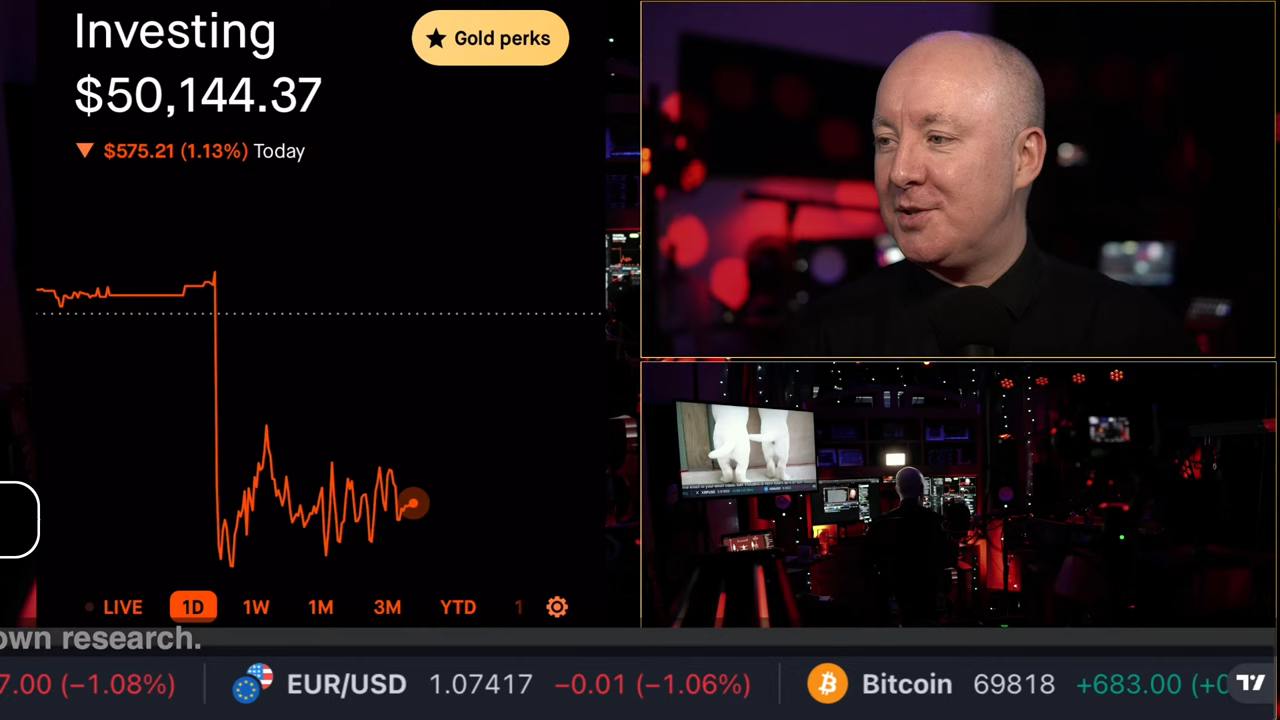 Investing
Gold perks
$50,144.37
$575.21 (1.13%) Today
LIVE 1D 1W 1M 3M YTD 1
own research.
7.00 (−1.08%) EUR/USD 1.07417 −0.01 (−1.06%) Bitcoin 69818 +683.00 (+0